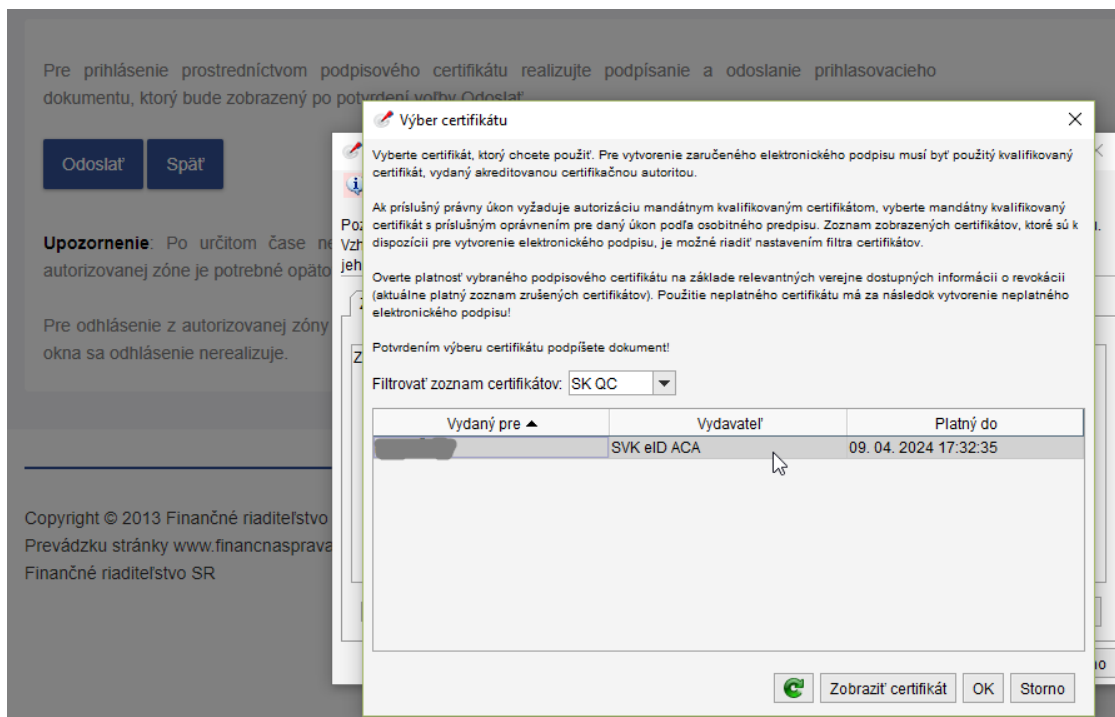 Pre prihlásenie prostredníctvom podpisového certifikátu realizujte podpísanie a odoslanie prihlasovacieho
dokumentu, ktorý bude zobrazený po potvrdení voľby Odoslať
Odoslať
Späť
Upozornenie: Po určitom čase ne
autorizovanej zóne je potrebné opäto
Pre odhlásenie z autorizovanej zóny
okna sa odhlásenie nerealizuje.
Copyright © 2013 Finančné riaditeľstvo
Prevádzku stránky www.financnasprava
Finančné riaditeľstvo SR
Poz
Vzh
jeh
Výber certifikátu
Vyberte certifikát, ktorý chcete použiť. Pre vytvorenie zaručeného elektronického podpisu musí byť použitý kvalifikovaný
certifikát, vydaný akreditovanou certifikačnou autoritou.
Ak príslušný právny úkon vyžaduje autorizáciu mandátnym kvalifikovaným certifikátom, vyberte mandátny kvalifikovaný
certifikát s príslušným oprávnením pre daný úkon podľa osobitného predpisu. Zoznam zobrazených certifikátov, ktoré sú k
dispozícii pre vytvorenie elektronického podpisu, je možné riadiť nastavením filtra certifikátov.
Overte platnosť vybraného podpisového certifikátu na základe relevantných verejne dostupných informácii o revokácii
(aktuálne platný zoznam zrušených certifikátov). Použitie neplatného certifikátu má za následok vytvorenie neplatného
elektronického podpisu!
Potvrdením výberu certifikátu podpíšete dokument!
Filtrovať zoznam certifikátov: SK QC
Vydaný pre Vydavateľ Platný do
SVK eID ACA 09. 04. 2024 17:32:35
Zobraziť certifikát
OK
Storno